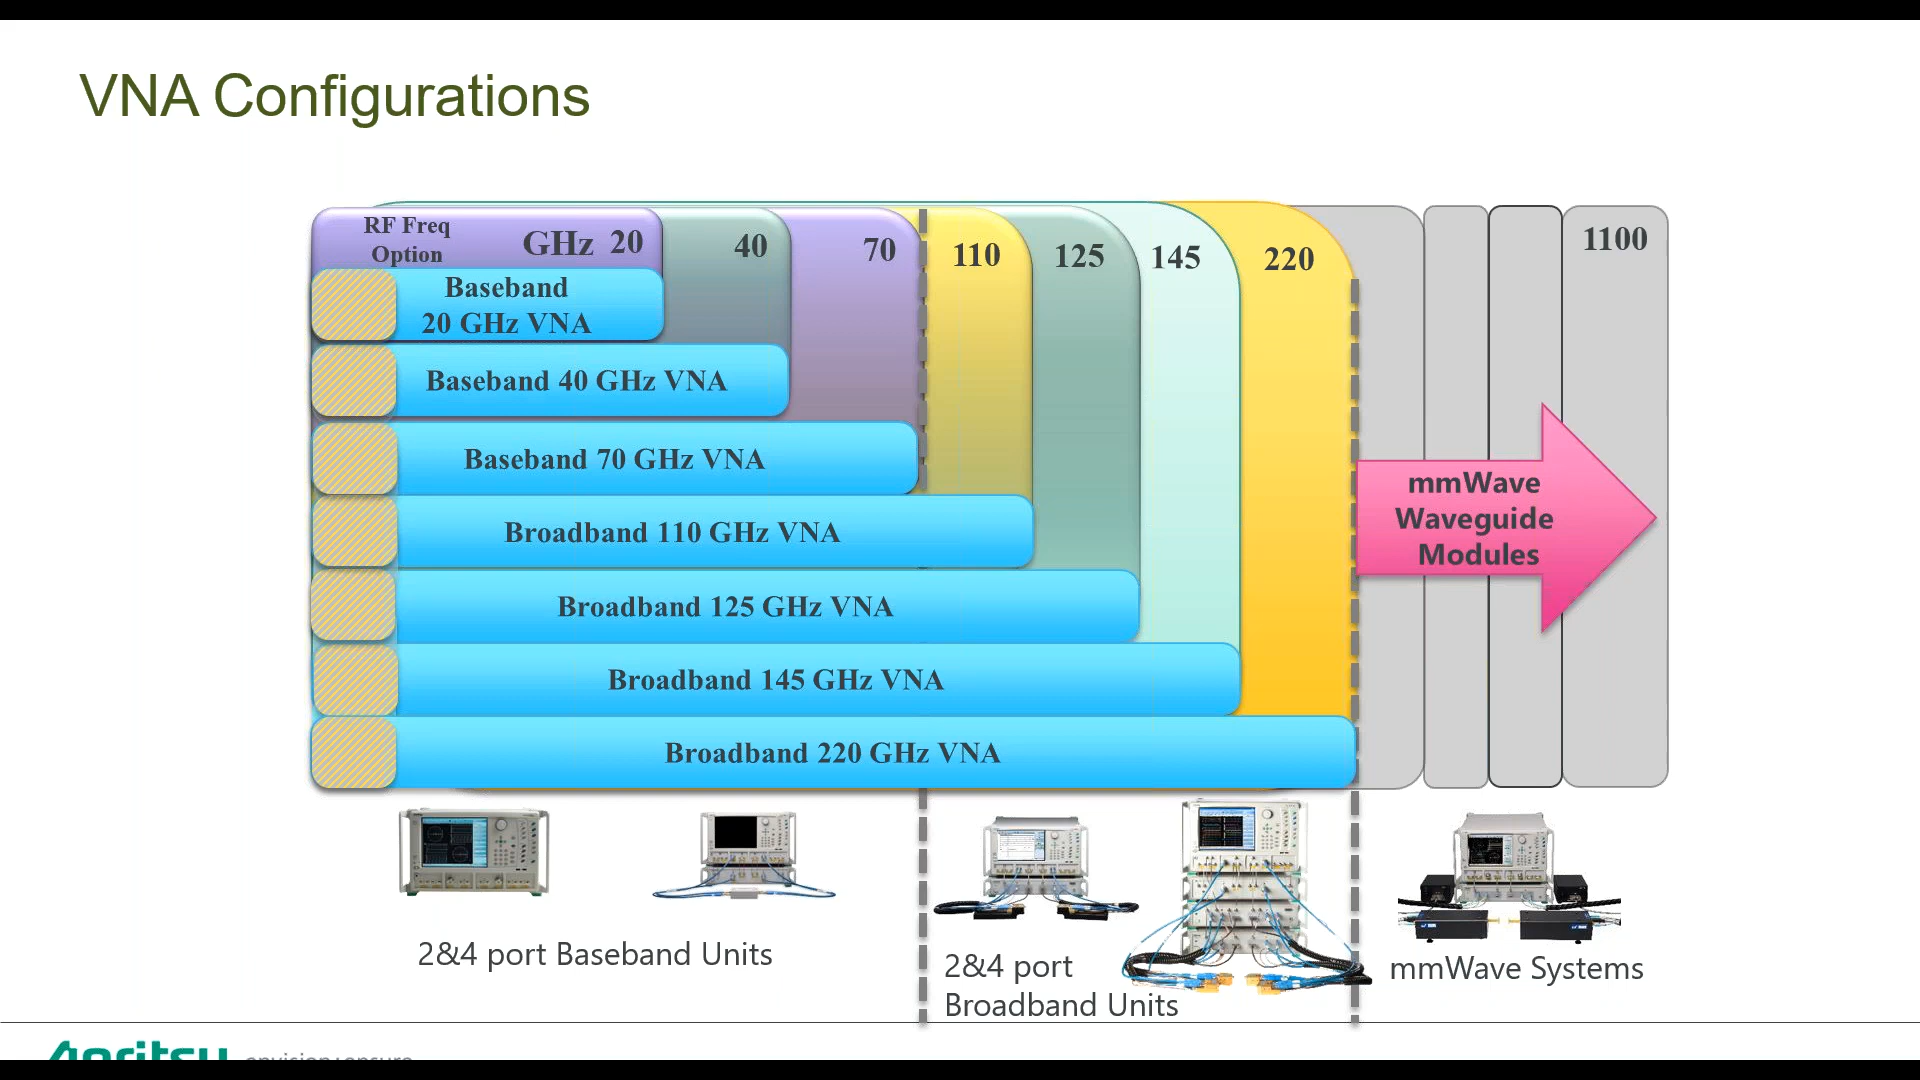 VNA Configurations
RF Freq
Option
GHz 20
40
70
110
125
145
220
1100
Baseband
20 GHz VNA
Baseband 40 GHz VNA
Baseband 70 GHz VNA
Broadband 110 GHz VNA
Broadband 125 GHz VNA
Broadband 145 GHz VNA
Broadband 220 GHz VNA
mmWave
Waveguide
Modules
2&4 port Baseband Units
2&4 port
Broadband Units
mmWave Systems
Anritsu envision : ensure